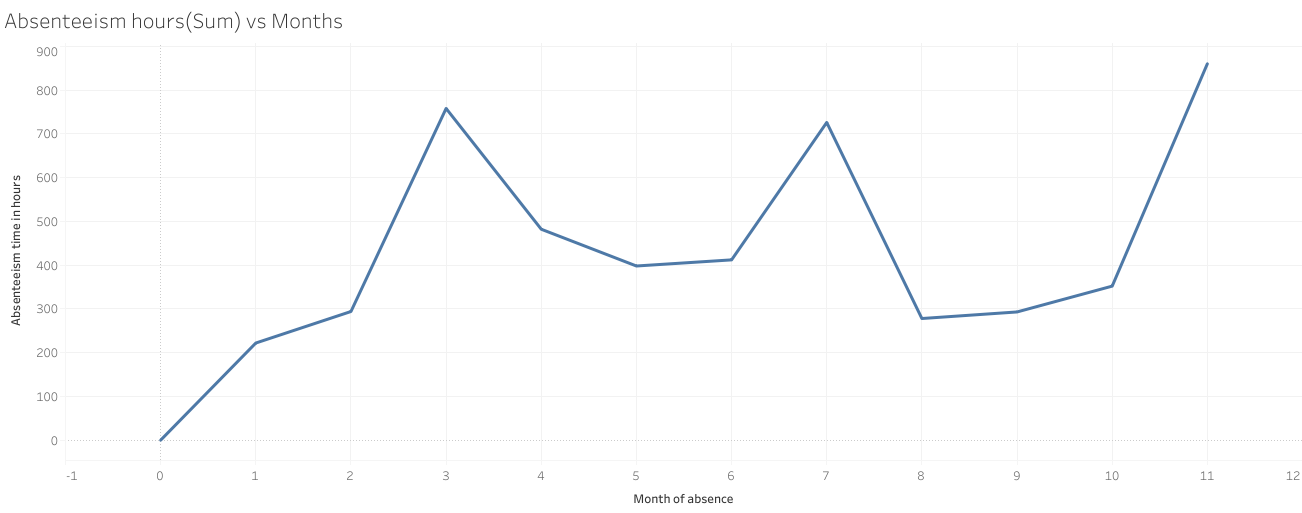 Absenteeism hours(Sum) vs Months
900
800
700
600
500
400
300
200
100
0
Absenteeism time in hours
-1 0 1 2 3 4 5 6 7 8 9 10 11 12
Month of absence